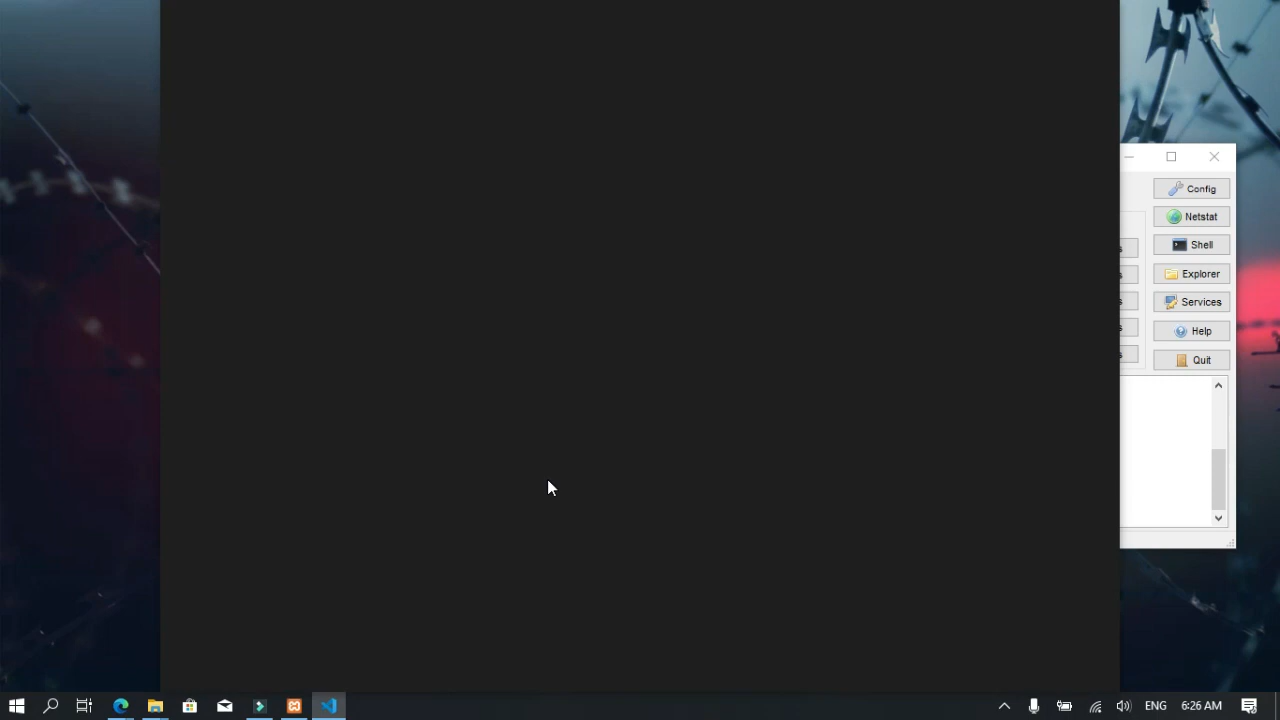 Config
Netstat
Shell
Explorer
Services
Help
Quit
ENG
6:26 AM